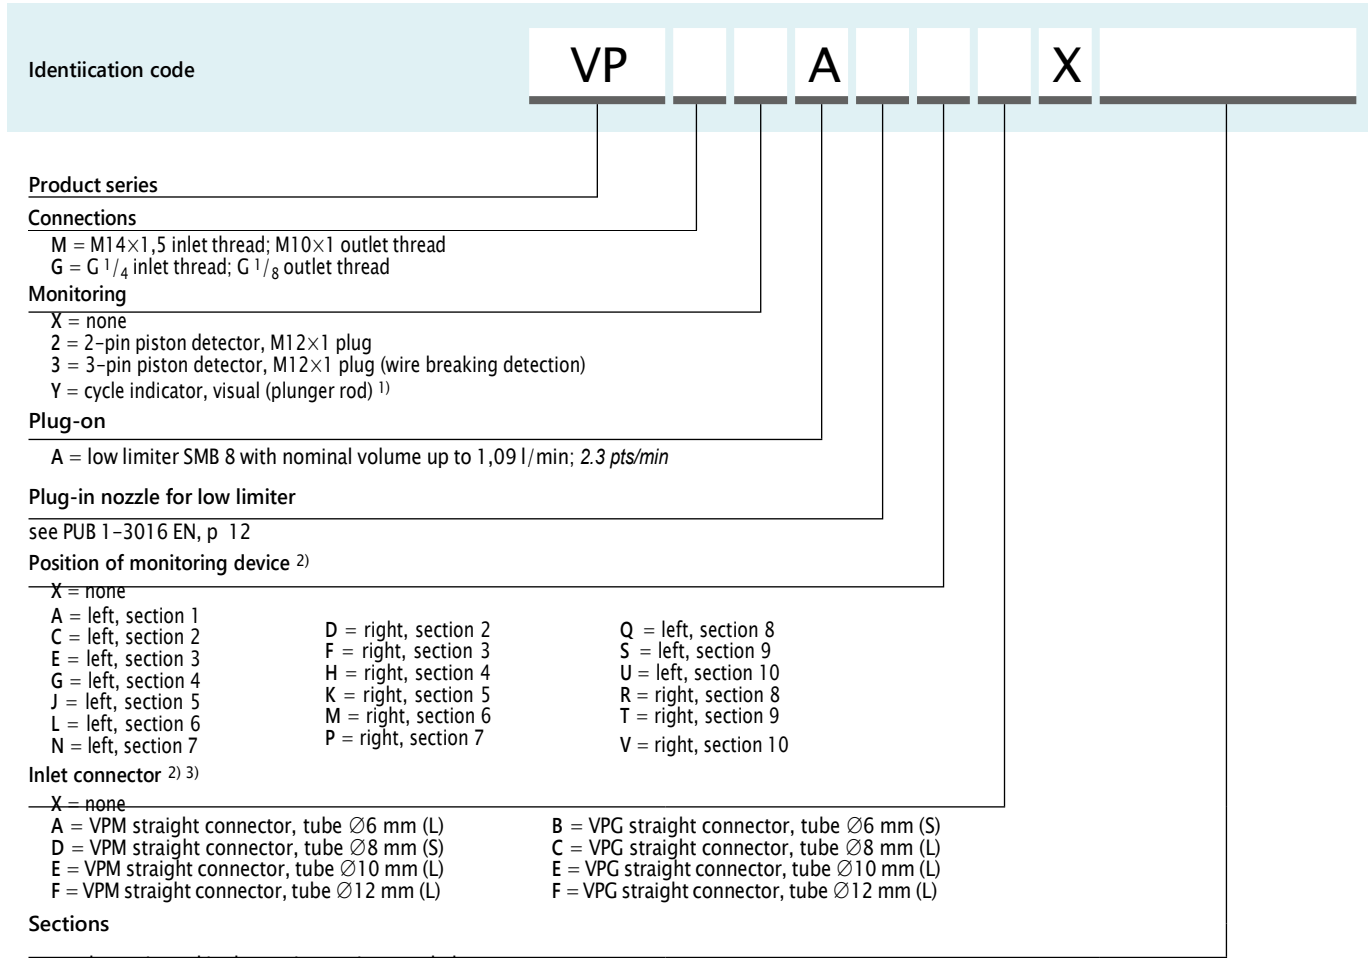 Identiication code
VP A X
Product series
Connections
M = M14×1,5 inlet thread; M10×1 outlet thread
G = G 1/4 inlet thread; G 1/8 outlet thread
Monitoring
X = none
2 = 2–pin piston detector, M12×1 plug
3 = 3–pin piston detector, M12×1 plug (wire breaking detection)
Y = cycle indicator, visual (plunger rod) 1)
Plug-on
A = low limiter SMB 8 with nominal volume up to 1,09 l/min; 2.3 pts/min
Plug-in nozzle for low limiter
see PUB 1–3016 EN, p 12
Position of monitoring device 2)
X = none
A = left, section 1
C = left, section 2
E = left, section 3
G = left, section 4
J = left, section 5
L = left, section 6
N = left, section 7
D = right, section 2
F = right, section 3
H = right, section 4
K = right, section 5
M = right, section 6
P = right, section 7
Q = left, section 8
S = left, section 9
U = left, section 10
R = right, section 8
T = right, section 9
V = right, section 10
Inlet connector 2) 3)
X = none
A = VPM straight connector, tube ∅6 mm (L)
D = VPM straight connector, tube ∅8 mm (S)
E = VPM straight connector, tube ∅10 mm (L)
F = VPM straight connector, tube ∅12 mm (L)
B = VPG straight connector, tube ∅6 mm (S)
C = VPG straight connector, tube ∅8 mm (L)
E = VPG straight connector, tube ∅10 mm (L)
F = VPG straight connector, tube ∅12 mm (L)
Sections